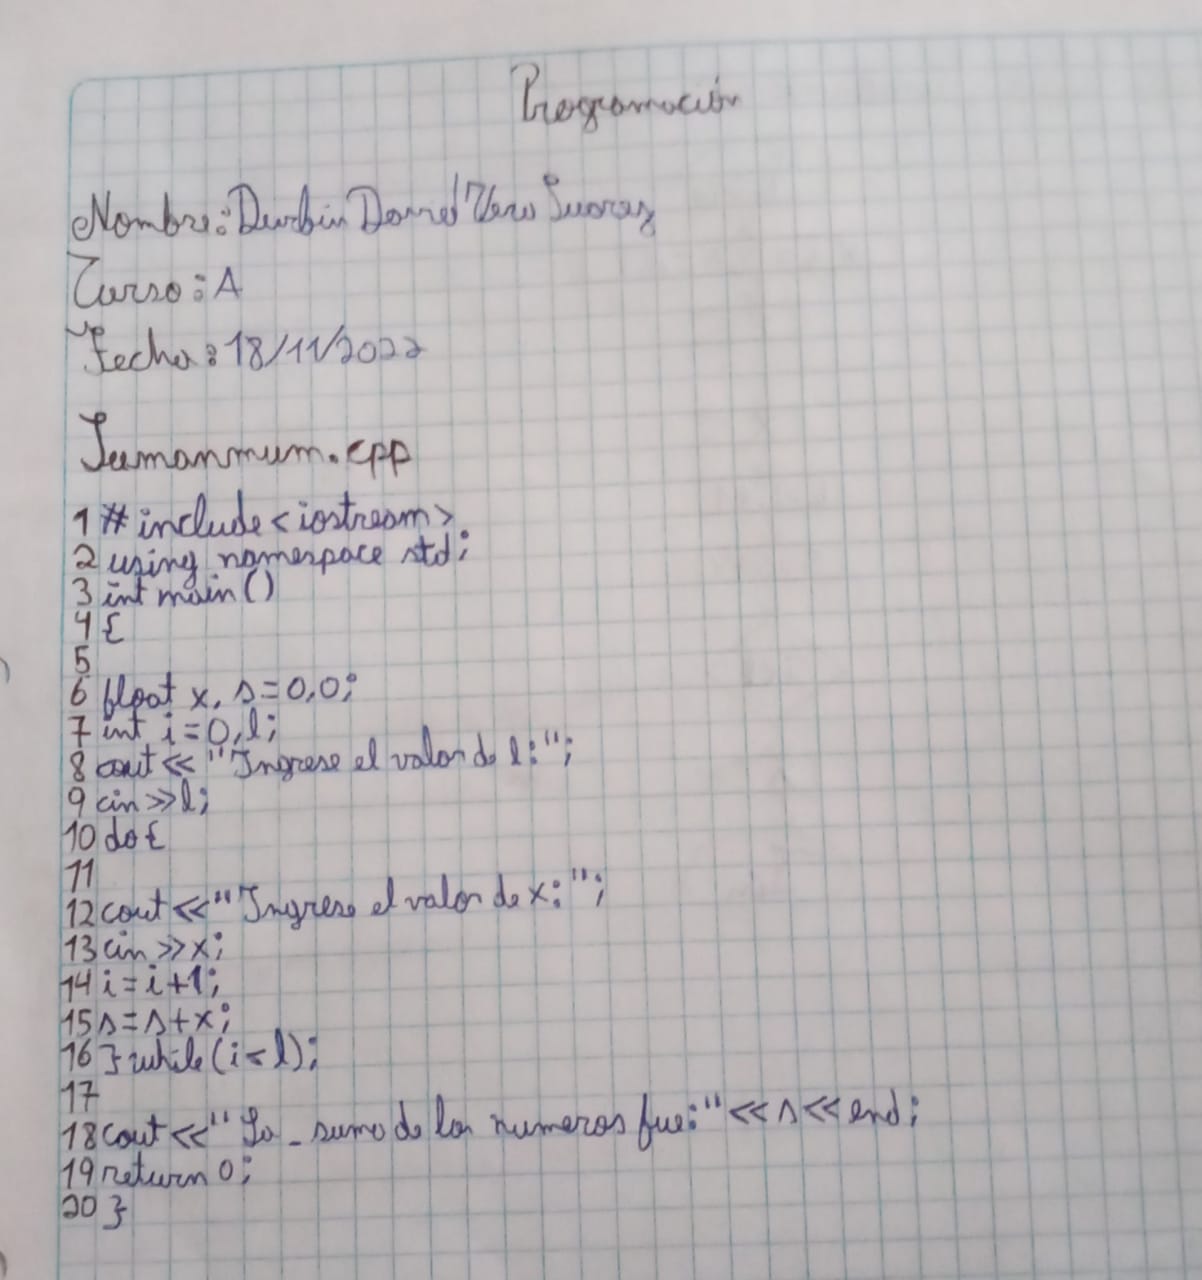 Programación
Nombre: Durbin Darrel Vera Suarez
Curso: A
Fecha: 18/11/2022
Sumanmum.cpp
1 # include <iostream>
2 using namespace std;
3 int main ()
4 {
5
6 float x, s=0,0;
7 int i=0,l;
8 cout << "Ingrese el valor de l:";
9 cin >>l;
10 do {
11
12 cout <<"Ingrese el valor de x:";
13 cin >>x;
14 i=i+1;
15 s=s+x;
16 } while (i<l);
17
18 cout <<"La_suma de los numeros fue:"<<s<<end;
19 return 0;
20 }